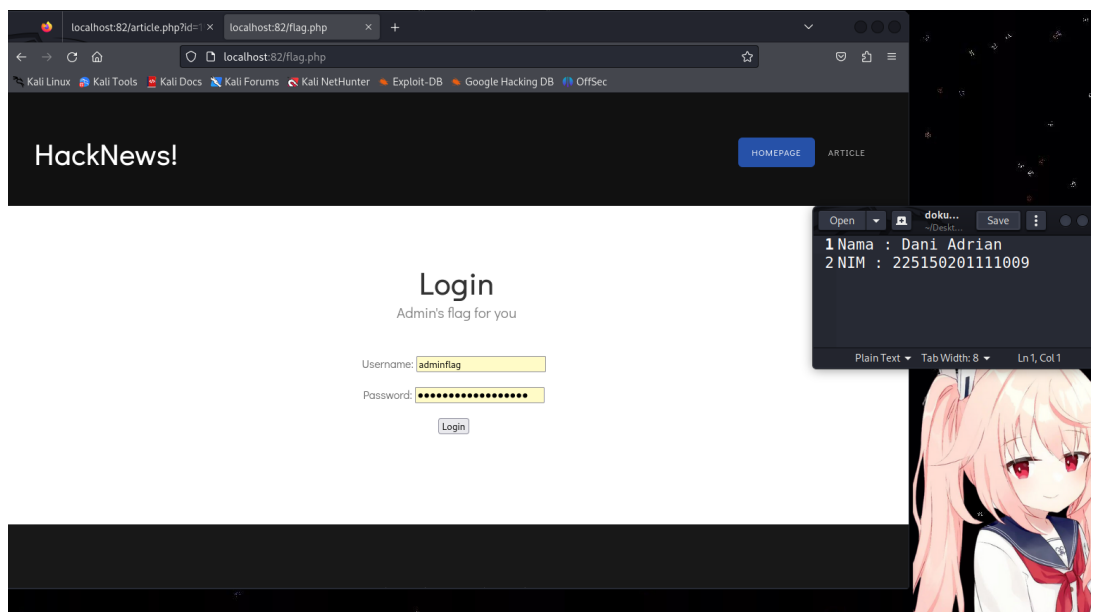 localhost:82/article.php?id=1
localhost:82/flag.php
localhost:82/flag.php
Kali Linux Kali Tools Kali Docs Kali Forums Kali NetHunter Exploit-DB Google Hacking DB OffSec
HackNews!
HOMEPAGE ARTICLE
Login
Admin's flag for you
Username: adminflag
Password: ••••••••••••••••••
Login
Open doku... Save
~/Deskt...
1 Nama : Dani Adrian
2 NIM : 225150201111009
Plain Text Tab Width: 8 Ln 1, Col 1